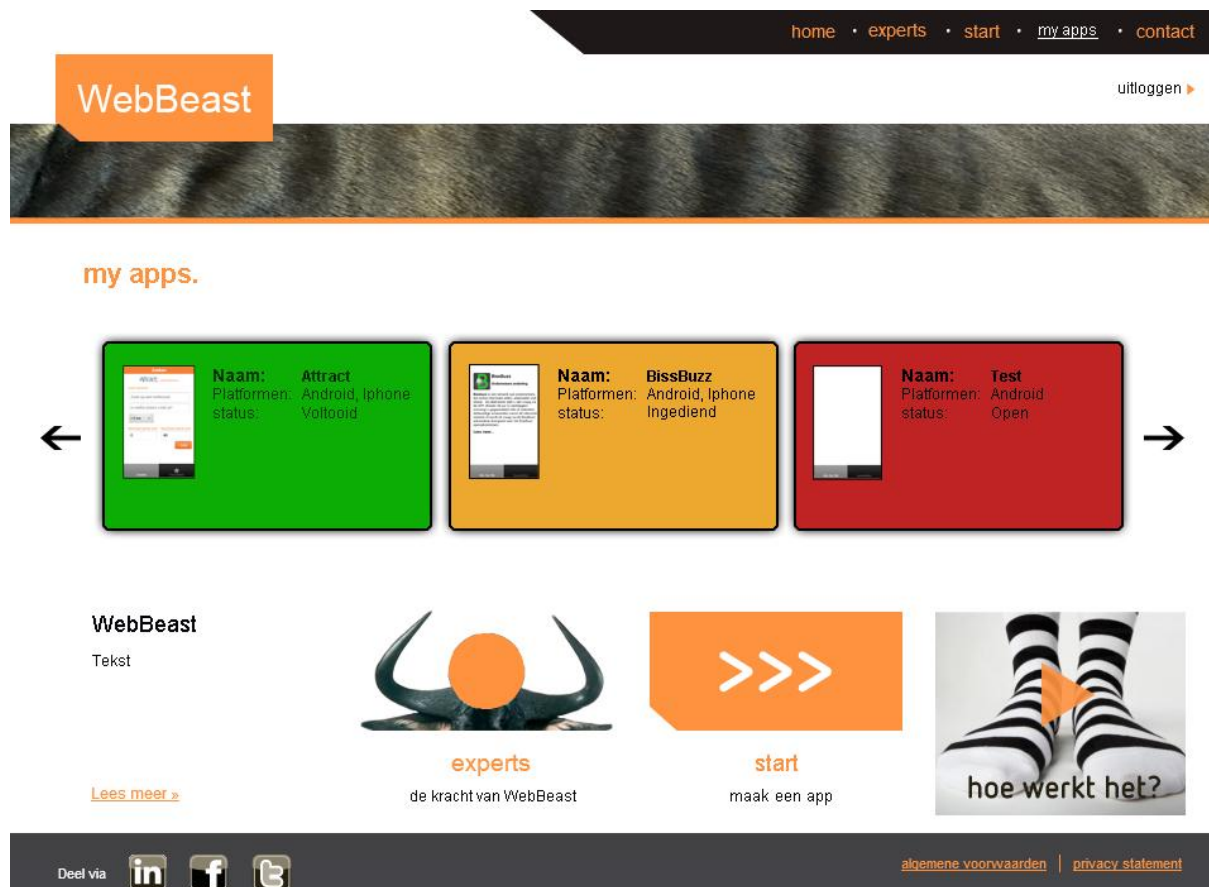 home · experts · start · my apps · contact
uitloggen
WebBeast
my apps.
Naam: Attract
Platformen: Android, Iphone
status: Voltooid
Naam: BissBuzz
Platformen: Android, Iphone
status: Ingediend
Naam: Test
Platformen: Android
status: Open
WebBeast
Tekst
Lees meer »
>>>
experts
de kracht van WebBeast
start
maak een app
hoe werkt het?
Deel via
in
f
t
algemene voorwaarden | privacy statement